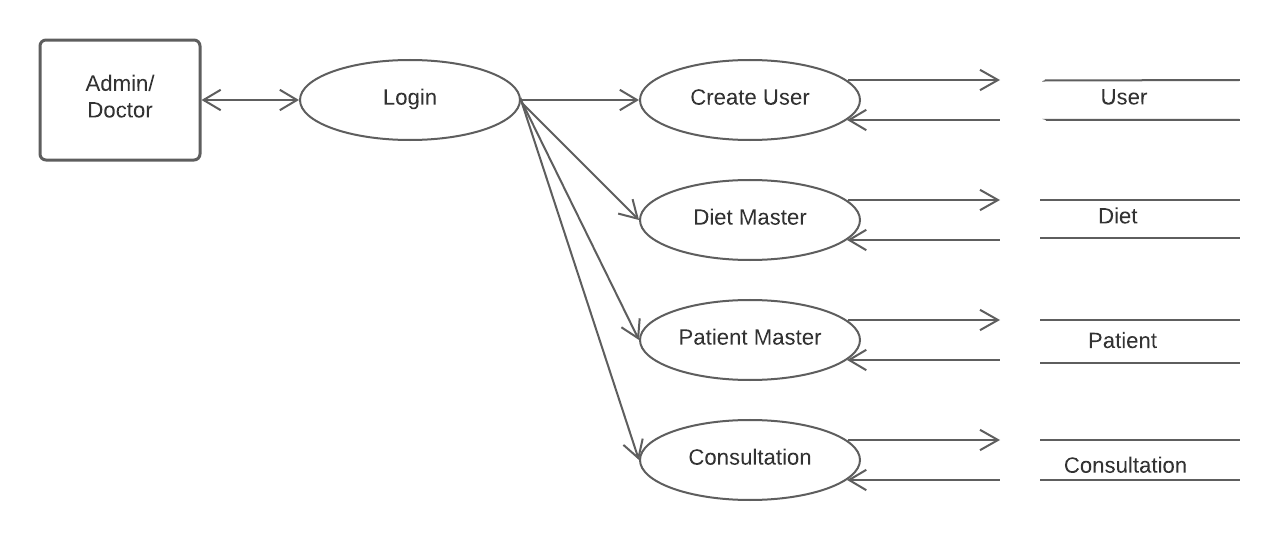 Admin/
Doctor
Login
Create User
User
Diet Master
Diet
Patient Master
Patient
Consultation
Consultation